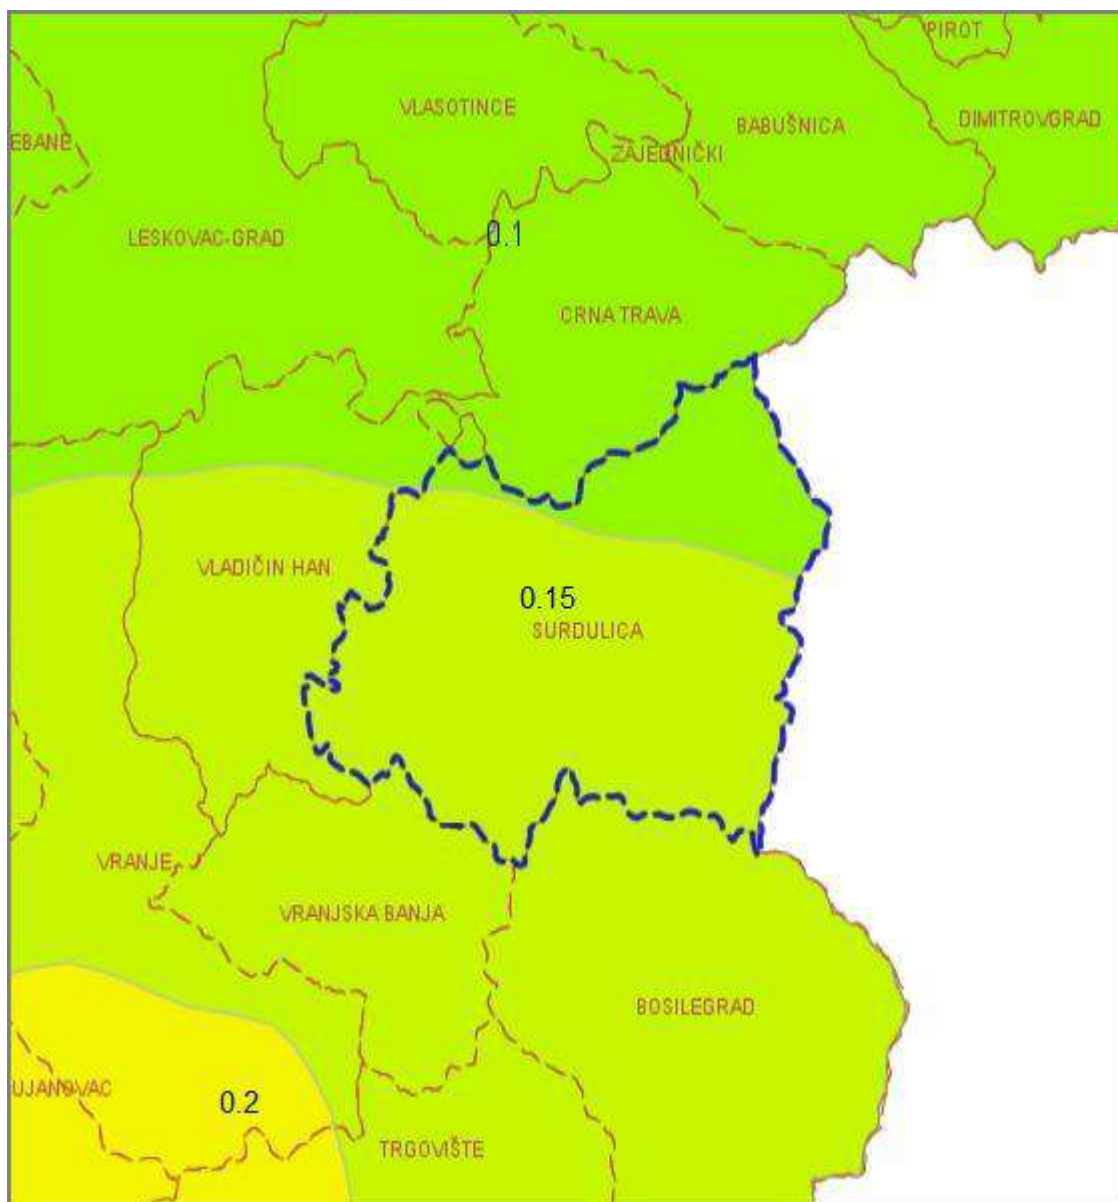 PIROT
VLASOTINCE
DIMITROVGRAD
BABUŠNICA
EBANE
ZAJEDNIČKI
LESKOVAC-GRAD
0.1
CRNA TRAVA
VLADIČIN HAN
0.15
SURDULICA
VRANJE
VRANJSKA BANJA
BOSILEGRAD
UJANOVAC
0.2
TRGOVIŠTE